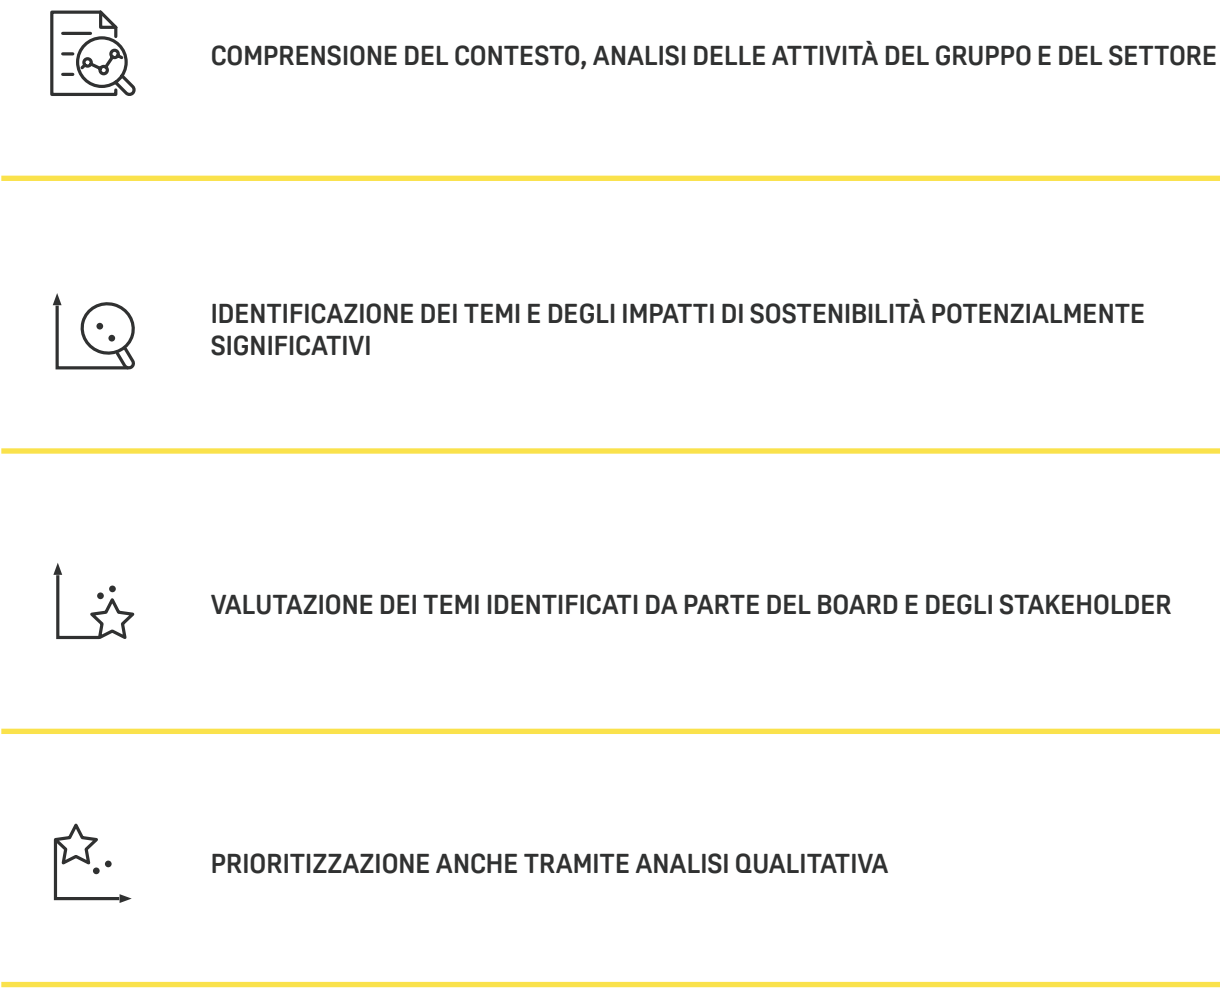 COMPRENSIONE DEL CONTESTO, ANALISI DELLE ATTIVITÀ DEL GRUPPO E DEL SETTORE
IDENTIFICAZIONE DEI TEMI E DEGLI IMPATTI DI SOSTENIBILITÀ POTENZIALMENTE
SIGNIFICATIVI
VALUTAZIONE DEI TEMI IDENTIFICATI DA PARTE DEL BOARD E DEGLI STAKEHOLDER
PRIORITIZZAZIONE ANCHE TRAMITE ANALISI QUALITATIVA